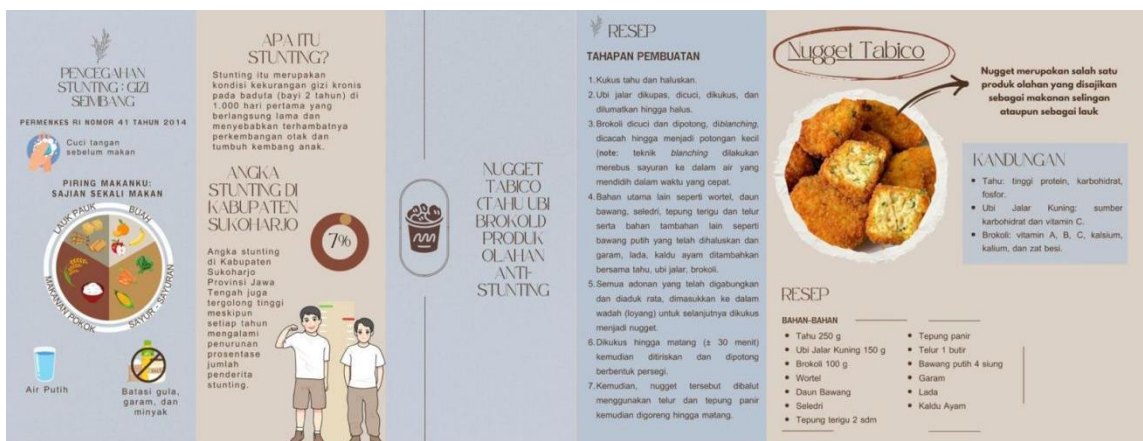 PENCEGAHAN
STUNTING : GIZI
SEIMBANG
PERMENKES RI NOMOR 41 TAHUN 2014
Cuci tangan
sebelum makan
PIRING MAKANKU:
SAJIAN SEKALI MAKAN
LAUK PAUK
BUAH
MAKANAN POKOK
SAYUR - SAYURAN
Air Putih
Batasi gula,
garam, dan
minyak
APA ITU
STUNTING?
Stunting itu merupakan
kondisi kekurangan gizi kronis
pada baduta (bayi 2 tahun) di
1.000 hari pertama yang
berlangsung lama dan
menyebabkan terhambatnya
perkembangan otak dan
tumbuh kembang anak.
ANGKA
STUNTING DI
KABUPATEN
SUKOHARJO
7%
Angka stunting
di Kabupaten
Sukoharjo
Provinsi Jawa
Tengah juga
tergolong tinggi
meskipun
setiap tahun
mengalami
penurunan
prosentase
jumlah
penderita
stunting.
NUGGET
TABICO
(TAHU UBI
BROKOLI)
PRODUK
OLAHAN
ANTI-
STUNTING
RESEP
TAHAPAN PEMBUATAN
1. Kukus tahu dan haluskan.
2. Ubi jalar dikupas, dicuci, dikukus, dan
dilumatkan hingga halus.
3. Brokoli dicuci dan dipotong, diblanching,
dicacah hingga menjadi potongan kecil
(note: teknik blanching dilakukan
merebus sayuran ke dalam air yang
mendidih dalam waktu yang cepat.
4. Bahan utama lain seperti wortel, daun
bawang, seledri, tepung terigu dan telur
serta bahan tambahan lain seperti
bawang putih yang telah dihaluskan dan
garam, lada, kaldu ayam ditambahkan
bersama tahu, ubi jalar, brokoli.
5. Semua adonan yang telah digabungkan
dan diaduk rata, dimasukkan ke dalam
wadah (loyang) untuk selanjutnya dikukus
menjadi nugget.
6. Dikukus hingga matang (± 30 menit)
kemudian ditiriskan dan dipotong
berbentuk persegi.
7. Kemudian, nugget tersebut dibalut
menggunakan telur dan tepung panir
kemudian digoreng hingga matang.
Nugget Tabico
Nugget merupakan salah satu
produk olahan yang disajikan
sebagai makanan selingan
ataupun sebagai lauk
KANDUNGAN
• Tahu: tinggi protein, karbohidrat,
fosfor.
• Ubi Jalar Kuning: sumber
karbohidrat dan vitamin C.
• Brokoli: vitamin A, B, C, kalsium,
kalium, dan zat besi.
RESEP
BAHAN-BAHAN
• Tahu 250 g
• Ubi Jalar Kuning 150 g
• Brokoli 100 g
• Wortel
• Daun Bawang
• Seledri
• Tepung terigu 2 sdm
• Tepung panir
• Telur 1 butir
• Bawang putih 4 siung
• Garam
• Lada
• Kaldu Ayam